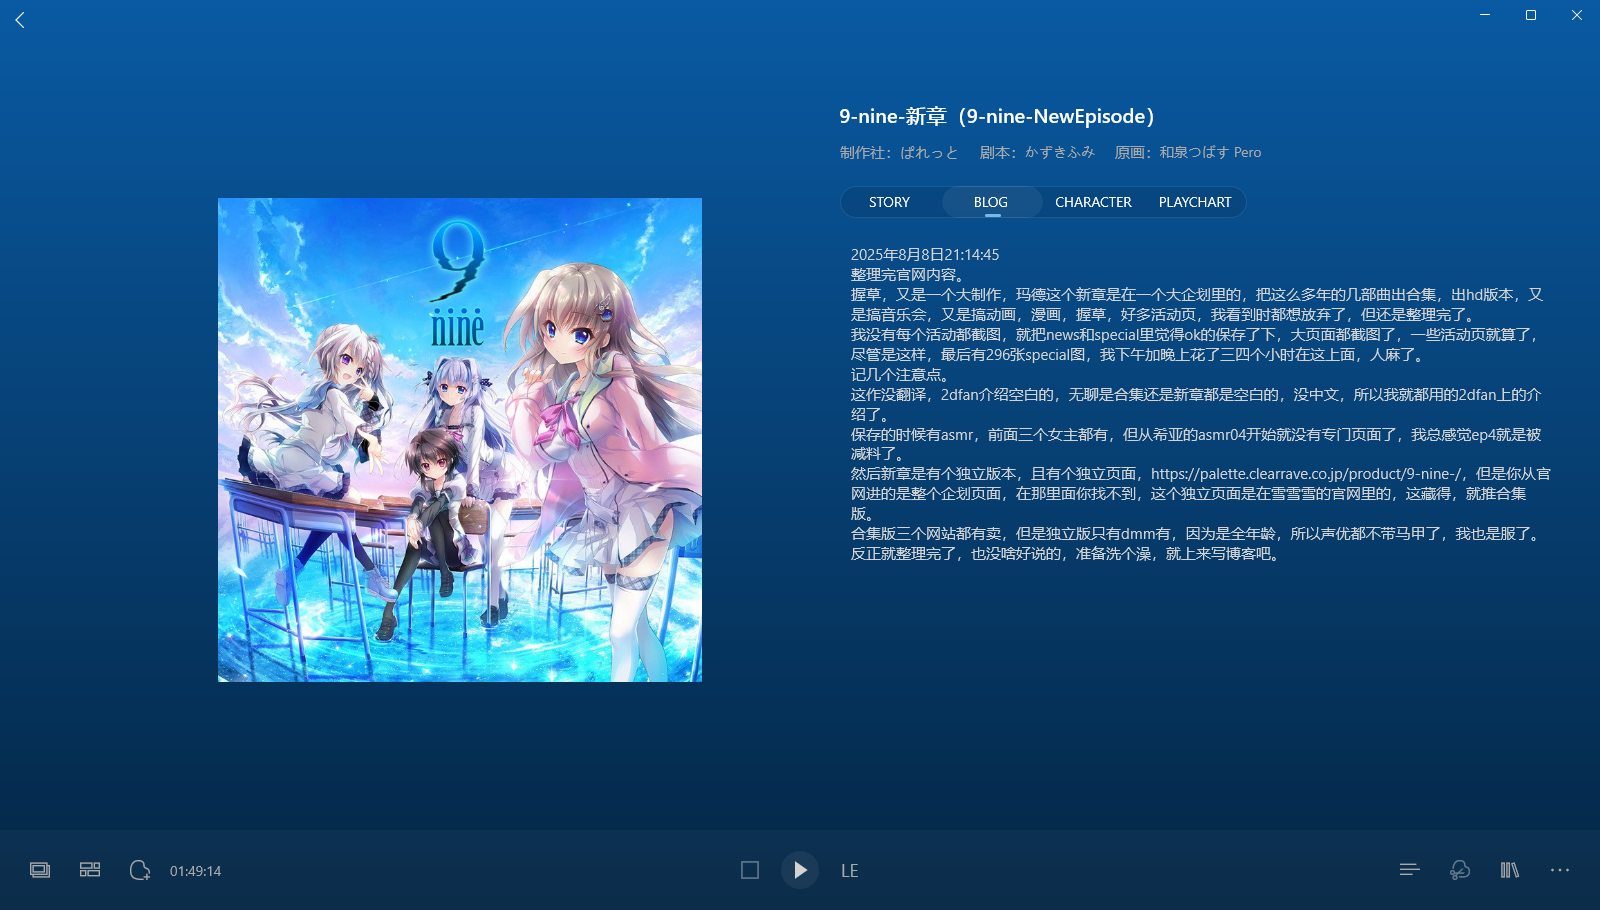 9-nine-新章（9-nine-NewEpisode）
制作社：ぱれっと 剧本：かずきふみ 原画：和泉つばす Pero
STORY BLOG CHARACTER PLAYCHART
9
nine
2025年8月8日21:14:45
整理完官网内容。
握草，又是一个大制作，玛德这个新章是在一个大企划里的，把这么多年的几部曲出合集，出hd版本，又
是搞音乐会，又是搞动画，漫画，握草，好多活动页，我看到时都想放弃了，但还是整理完了。
我没有每个活动都截图，就把news和special里觉得ok的保存了下，大页面都截图了，一些活动页就算了，
尽管是这样，最后有296张special图，我下午加晚上花了三四个小时在这上面，人麻了。
记几个注意点。
这作没翻译，2dfan介绍空白的，无聊是合集还是新章都是空白的，没中文，所以我就都用的2dfan上的介
绍了。
保存的时候有asmr，前面三个女主都有，但从希亚的asmr04开始就没有专门页面了，我总感觉ep4就是被
减料了。
然后新章是有个独立版本，且有个独立页面，https://palette.clearrave.co.jp/product/9-nine-/，但是你从官
网进的是整个企划页面，在那里面你找不到，这个独立页面是在雪雪雪的官网里的，这藏得，就推合集
版。
合集版三个网站都有卖，但是独立版只有dmm有，因为是全年龄，所以声优都不带马甲了，我也是服了。
反正就整理完了，也没啥好说的，准备洗个澡，就上来写博客吧。
01:49:14
LE